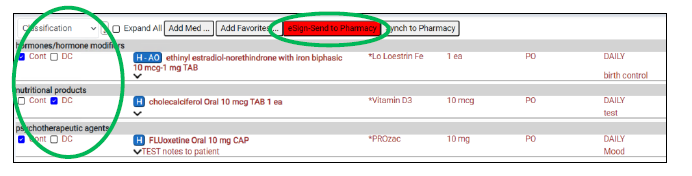 Classification Expand All Add Med ... Add Favorites ... eSign-Send to Pharmacy Synch to Pharmacy
hormones/hormone modifiers
Cont DC H - AO ethinyl estradiol-norethindrone with iron biphasic *Lo Loestrin Fe 1 ea PO DAILY
10 mcg-1 mg TAB
birth control
nutritional products
Cont DC H cholecalciferol Oral 10 mcg TAB 1 ea *Vitamin D3 10 mcg PO DAILY
test
psychotherapeutic agents
Cont DC H FLUoxetine Oral 10 mg CAP *PROzac 10 mg PO DAILY
TEST notes to patient Mood